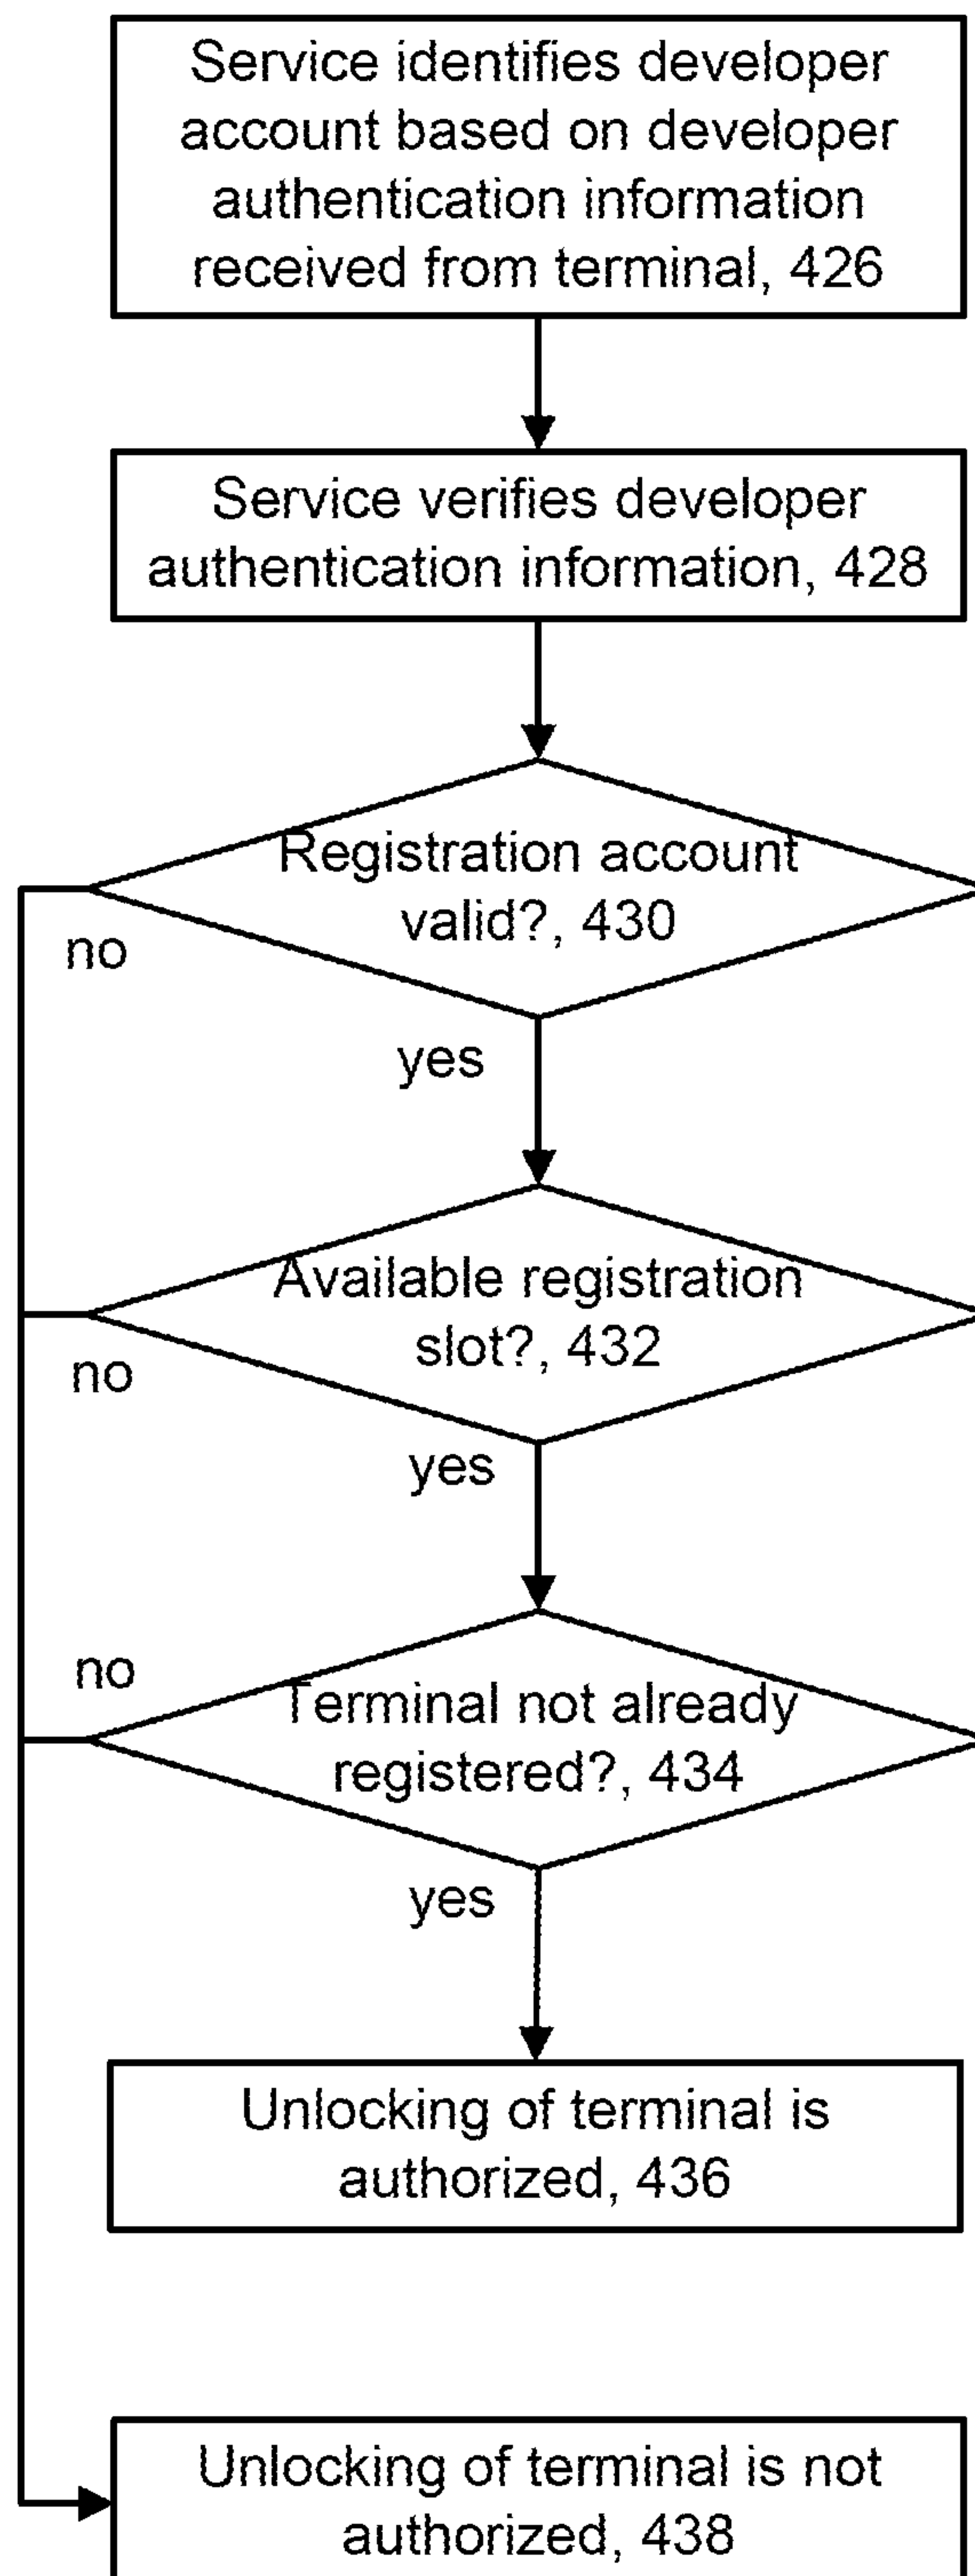 Service identifies developer
account based on developer
authentication information
received from terminal, 426
Service verifies developer
authentication information, 428
Registration account
valid?, 430
no
yes
Available registration
slot?, 432
no
yes
no
Terminal not already
registered?, 434
yes
Unlocking of terminal is
authorized, 436
Unlocking of terminal is not
authorized, 438